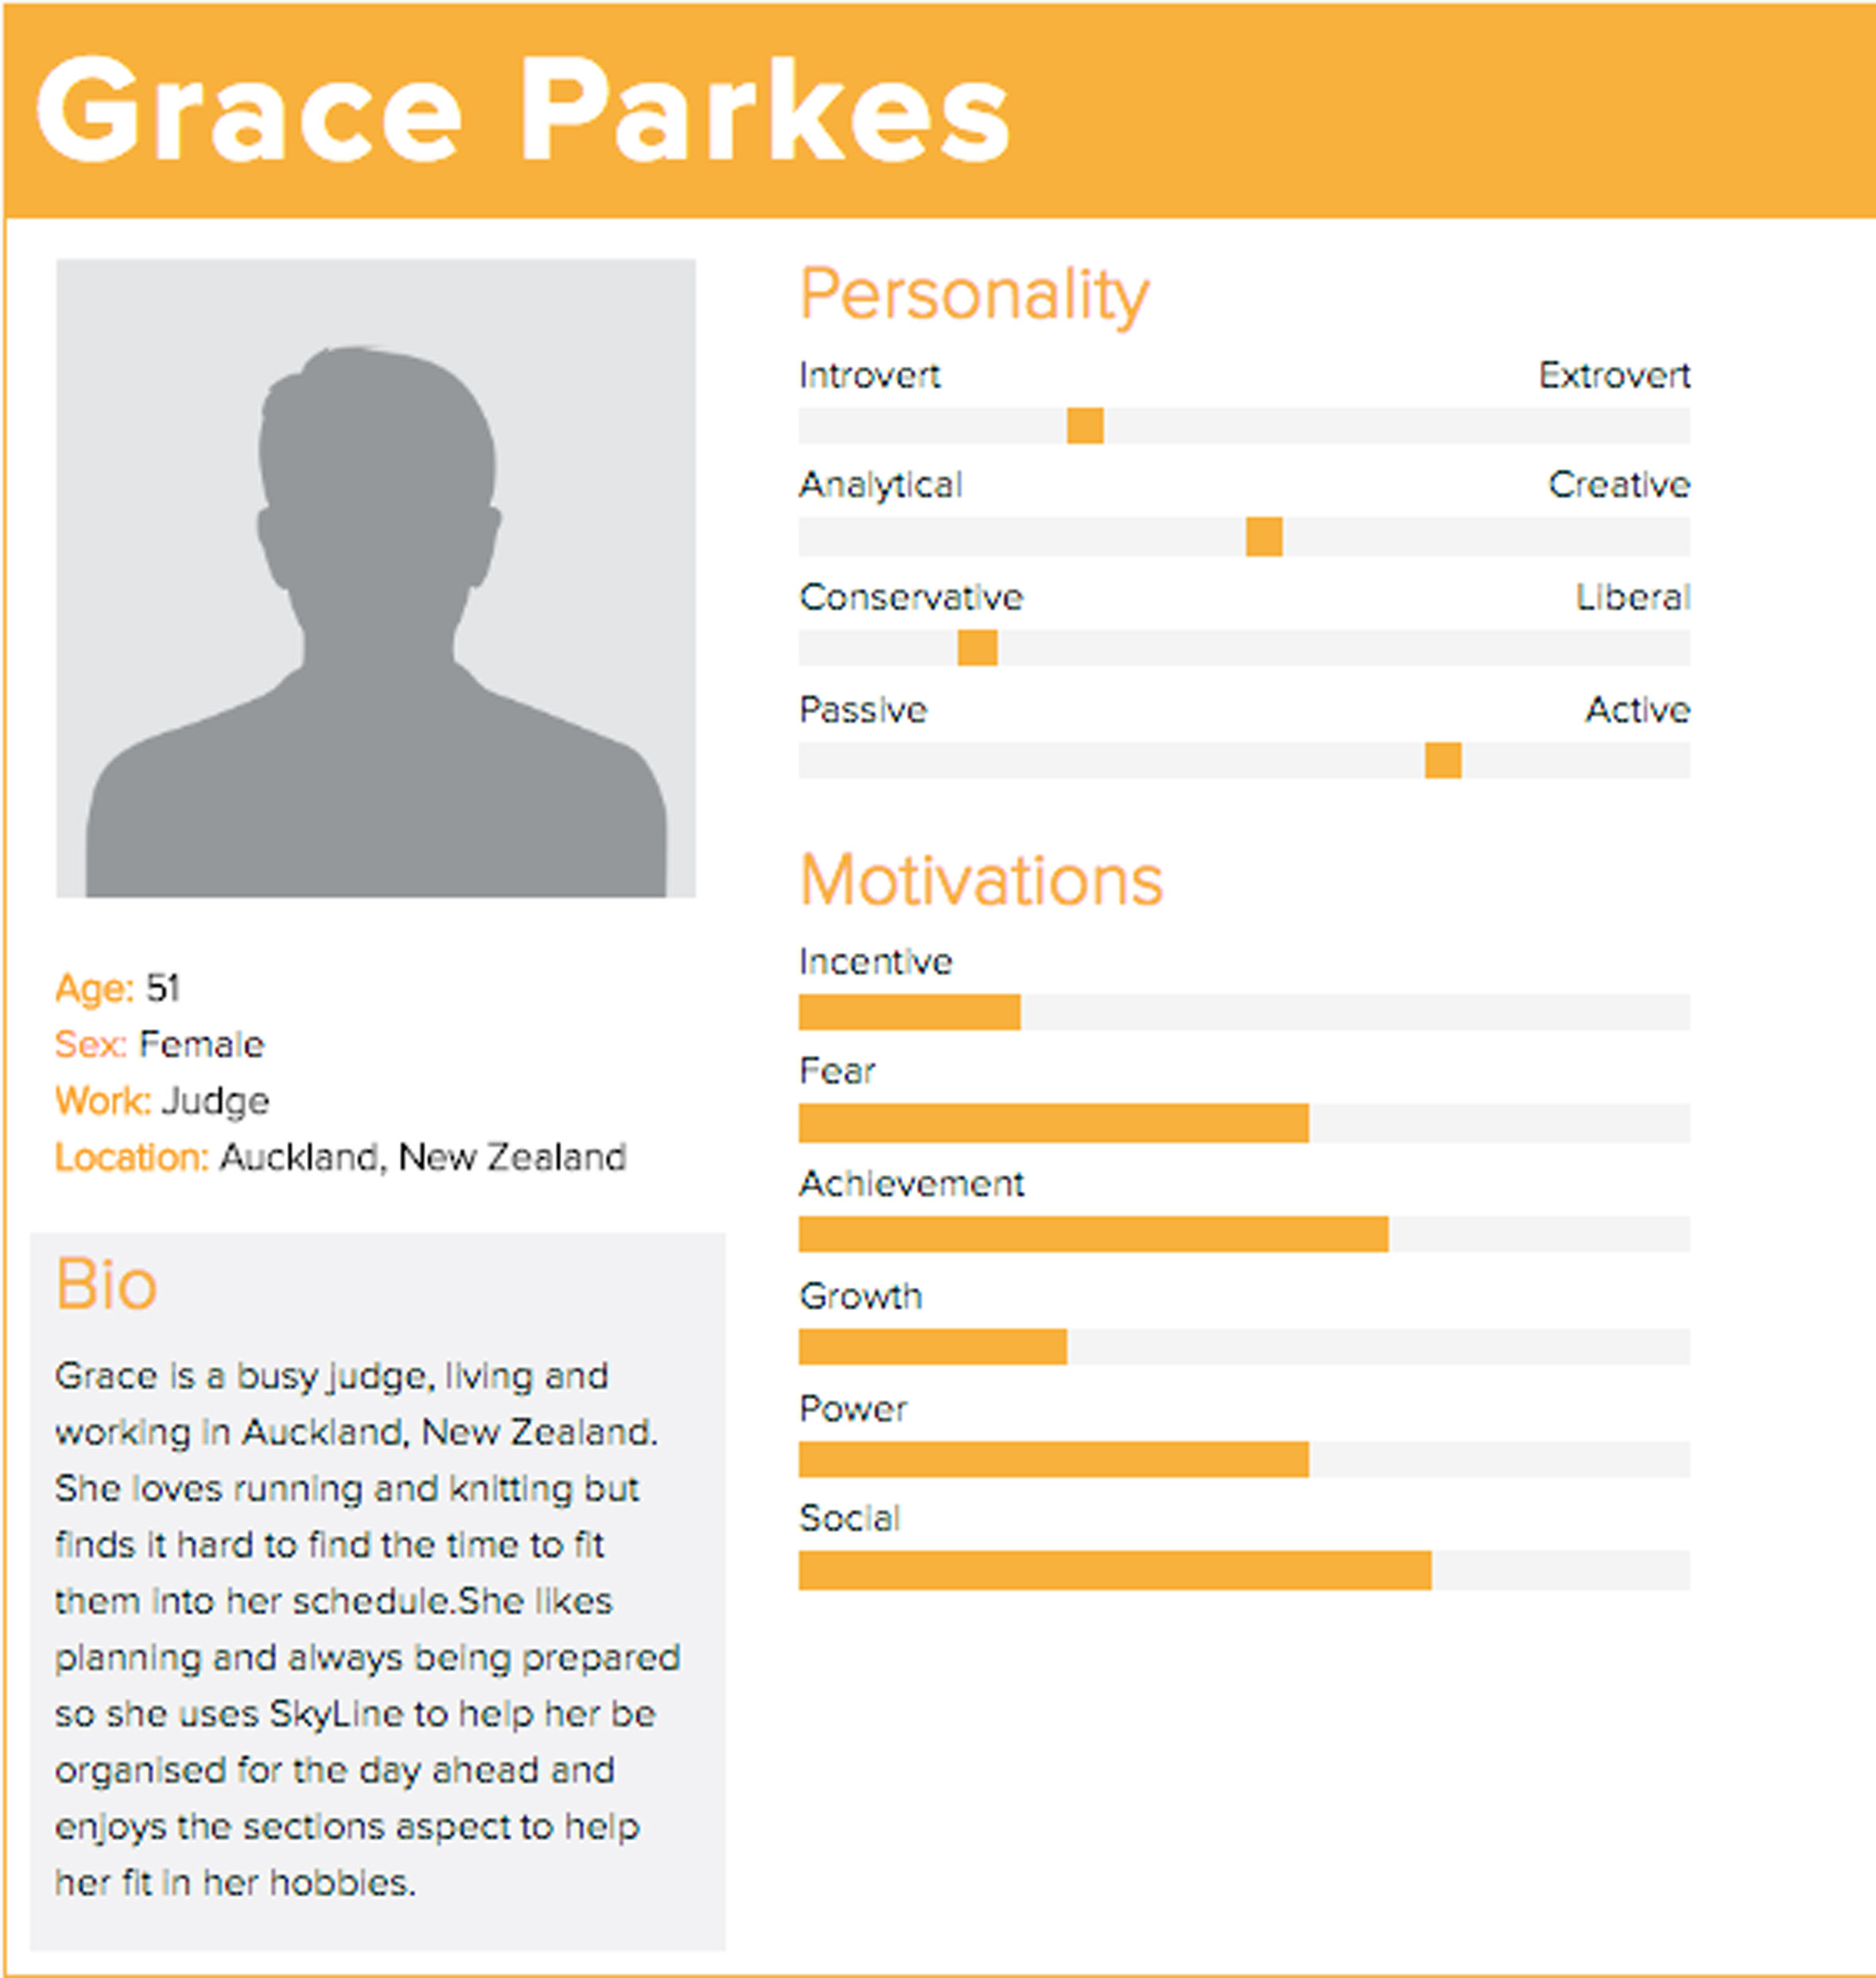 Grace Parkes
Age: 51
Sex: Female
Work: Judge
Location: Auckland, New Zealand
Bio
Grace is a busy judge, living and
working in Auckland, New Zealand.
She loves running and knitting but
finds it hard to find the time to fit
them into her schedule.She likes
planning and always being prepared
so she uses SkyLine to help her be
organised for the day ahead and
enjoys the sections aspect to help
her fit in her hobbies.
Personality
Introvert Extrovert
Analytical Creative
Conservative Liberal
Passive Active
Motivations
Incentive
Fear
Achievement
Growth
Power
Social